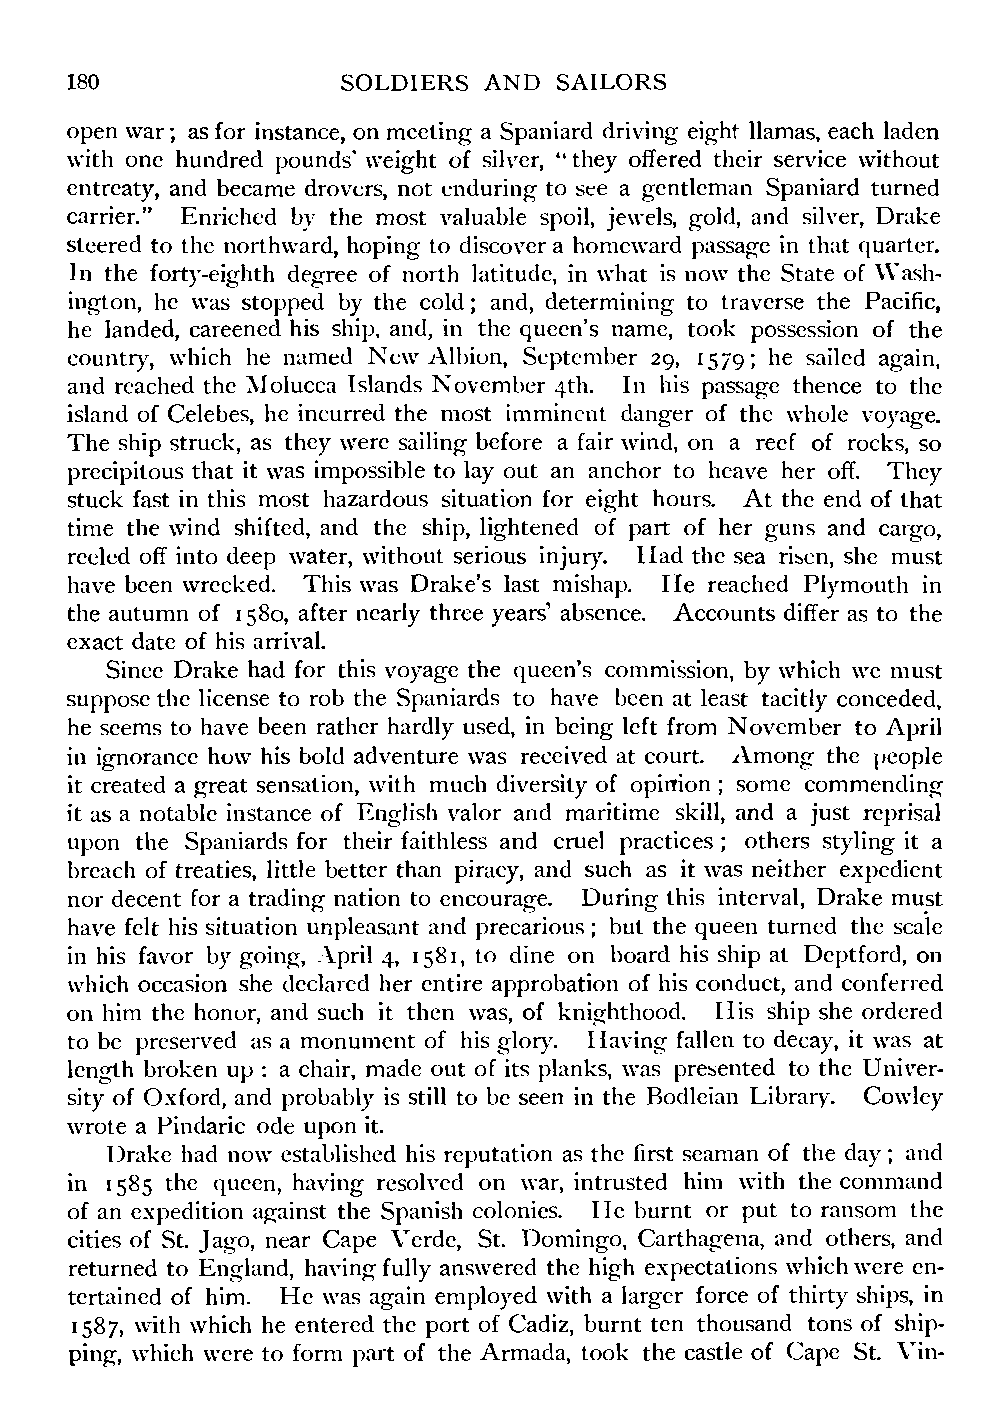 180 SOLDIERS AND SAILORS
open war; as for instance, on meeting a Spaniard driving eight llamas, each laden
with one hundred pounds' weight of silver, "they offered their service without
entreaty, and became drovers, not enduring to see a gentleman Spaniard turned
carrier." Enriched by the most valuable spoil, jewels, gold, and silver, Drake
steered to the northward, hoping to discover a homeward passage in that quarter.
In the forty-eighth degree of north latitude, in what is now the State of Wash-
ington, he was stopped by the cold; and, determining to traverse the Pacific,
he landed, careened his ship, and, in the queen's name, took possession of the
country, which he named New Albion, September 29, 1579; he sailed again,
and reached the Molucca Islands November 4th. In his passage thence to the
island of Celebes, he incurred the most imminent danger of the whole voyage.
The ship struck, as they were sailing before a fair wind, on a reef of rocks, so
precipitous that it was impossible to lay out an anchor to heave her off. They
stuck fast in this most hazardous situation for eight hours. At the end of that
time the wind shifted, and the ship, lightened of part of her guns and cargo,
reeled off into deep water, without serious injury. Had the sea risen, she must
have been wrecked. This was Drake's last mishap. He reached Plymouth in
the autumn of 1580, after nearly three years' absence. Accounts differ as to the
exact date of his arrival.
Since Drake had for this voyage the queen's commission, by which we must
suppose the license to rob the Spaniards to have been at least tacitly conceded,
he seems to have been rather hardly used, in being left from November to April
in ignorance how his bold adventure was received at court. Among the people
it created a great sensation, with much diversity of opinion; some commending
it as a notable instance of English valor and maritime skill, and a just reprisal
upon the Spaniards for their faithless and cruel practices; others styling it a
breach of treaties, little better than piracy, and such as it was neither expedient
nor decent for a trading nation to encourage. During this interval, Drake must
have felt his situation unpleasant and precarious; but the queen turned the scale
in his favor by going, April 4, 1581, to dine on board his ship at Deptford, on
which occasion she declared her entire approbation of his conduct, and conferred
on him the honor, and such it then was, of knighthood. His ship she ordered
to be preserved as a monument of his glory. Having fallen to decay, it was at
length broken up: a chair, made out of its planks, was presented to the Univer-
sity of Oxford, and probably is still to be seen in the Bodleian Library. Cowley
wrote a Pindaric ode upon it.
Drake had now established his reputation as the first seaman of the day; and
in 1585 the queen, having resolved on war, intrusted him with the command
of an expedition against the Spanish colonies. He burnt or put to ransom the
cities of St. Jago, near Cape Verde, St. Domingo, Carthagena, and others, and
returned to England, having fully answered the high expectations which were en-
tertained of him. He was again employed with a larger force of thirty ships, in
1587, with which he entered the port of Cadiz, burnt ten thousand tons of ship-
ping, which were to form part of the Armada, took the castle of Cape St. Vin-